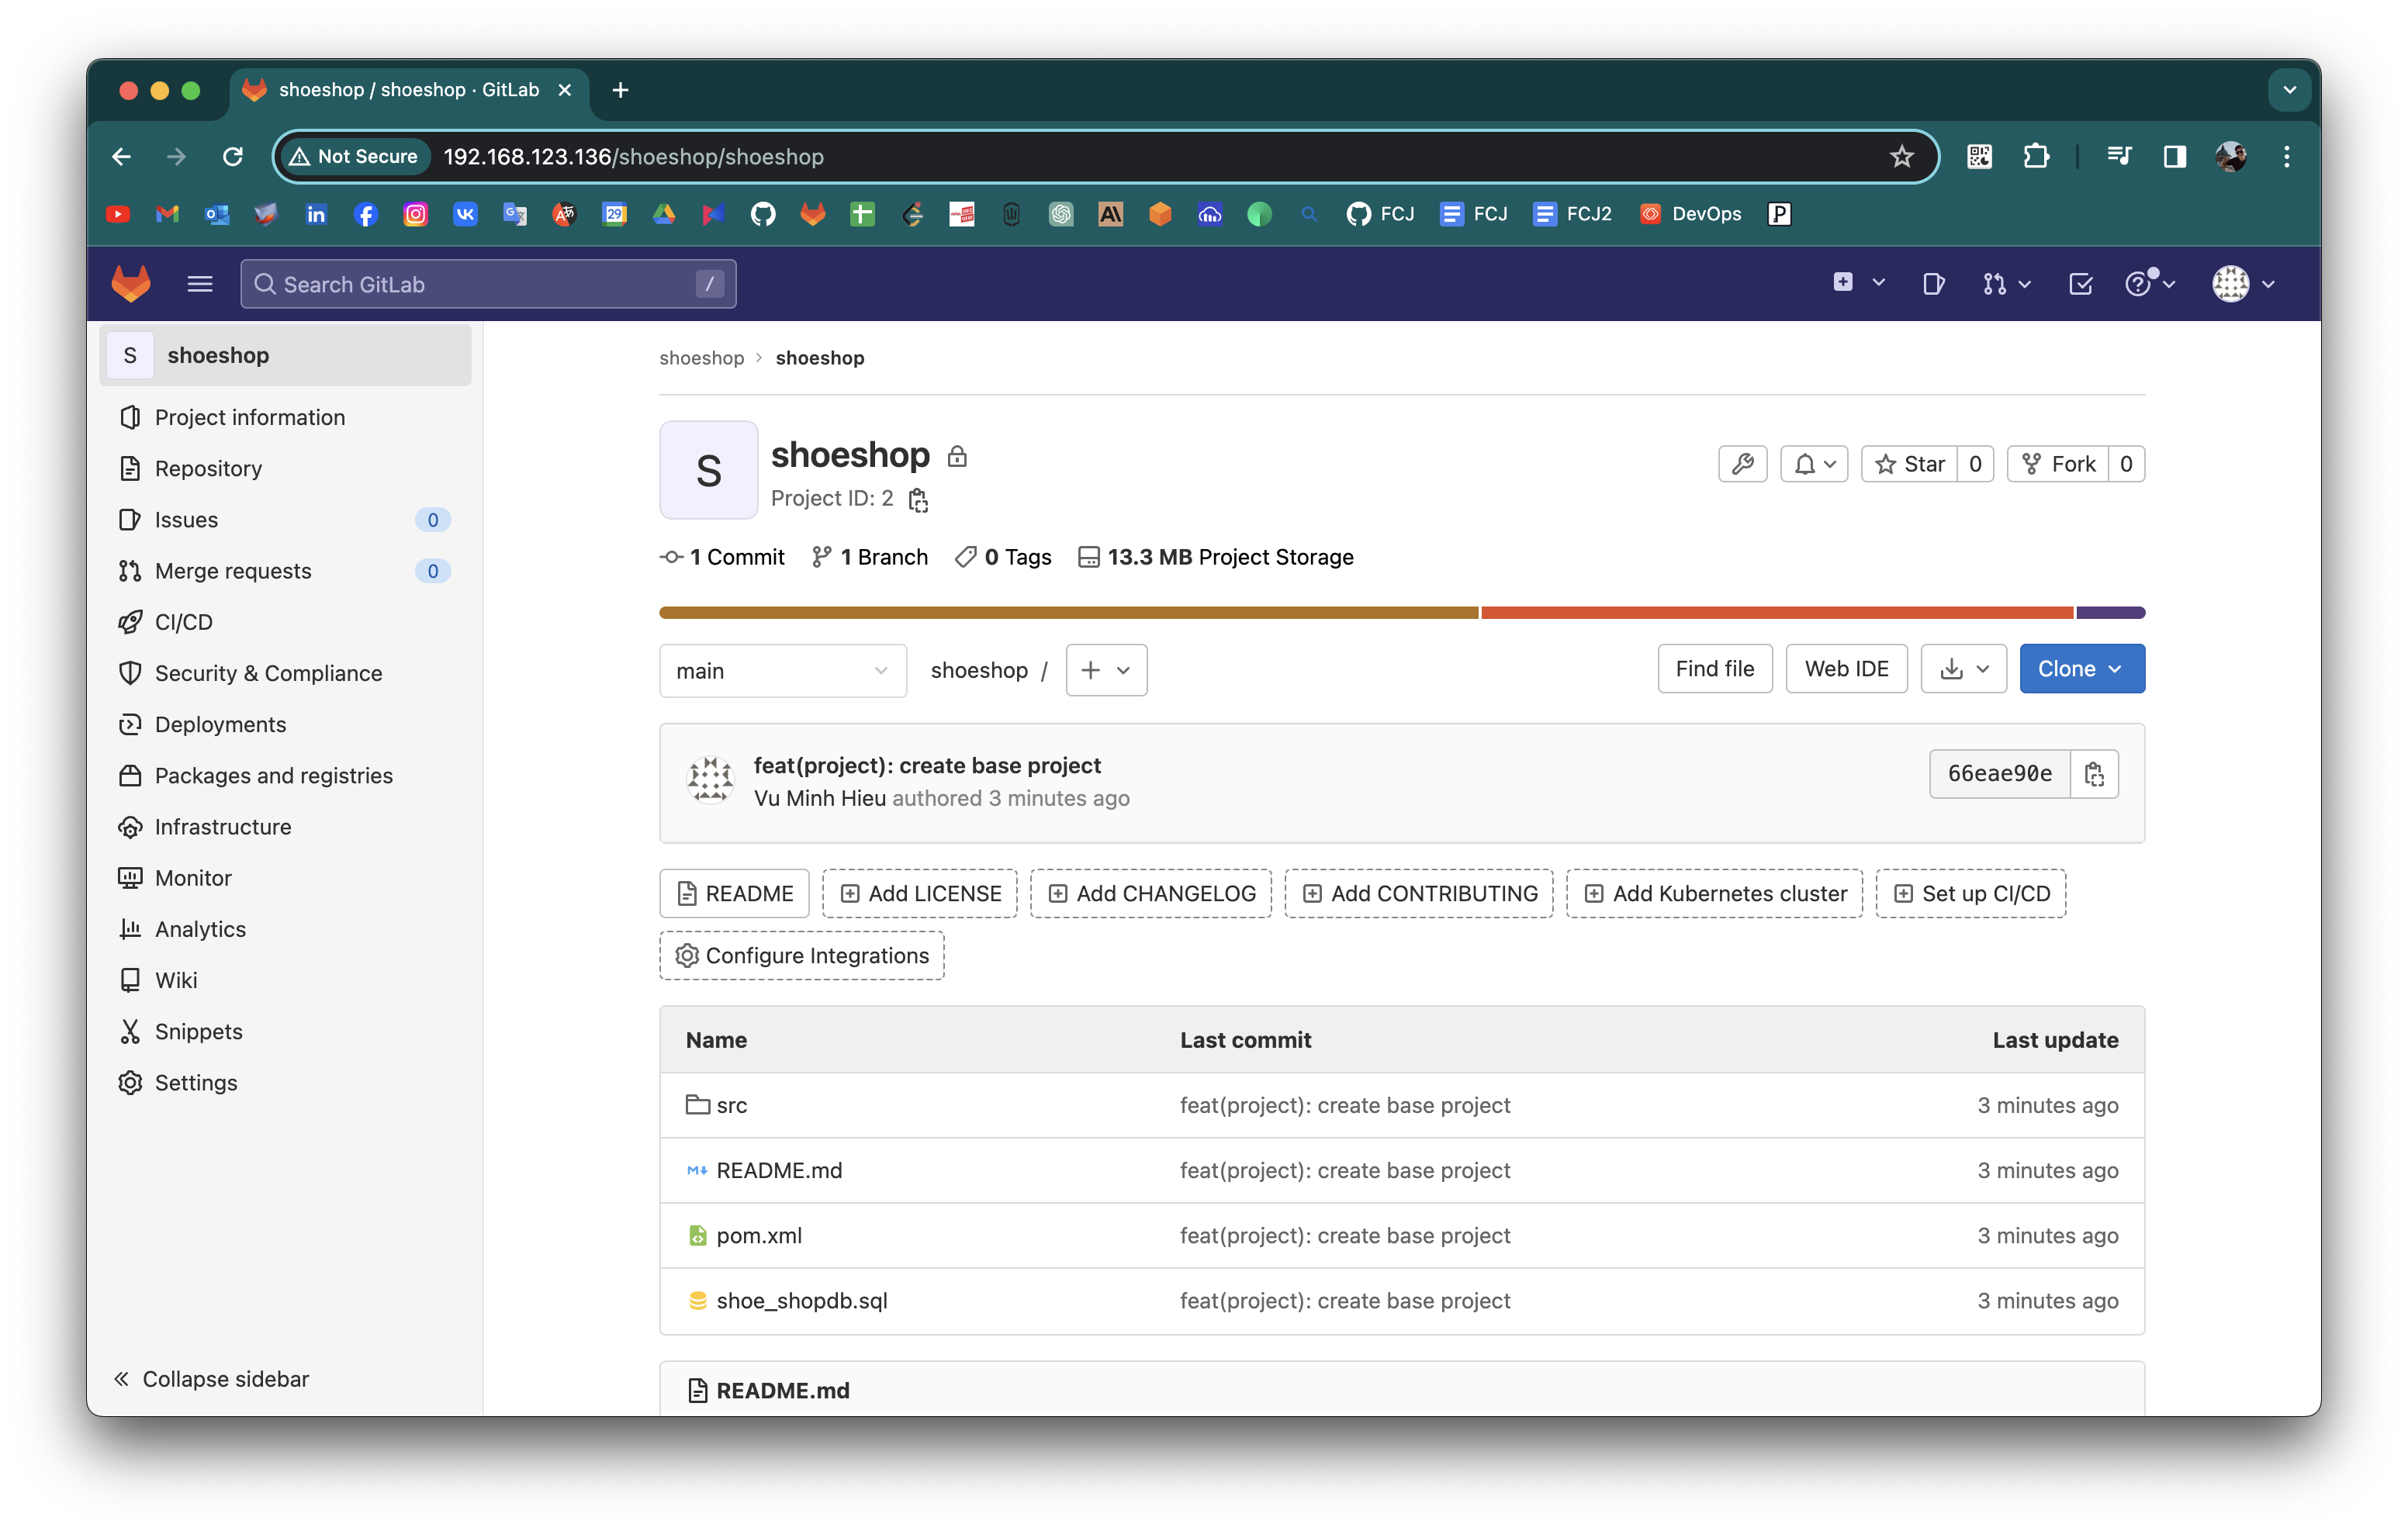 shoeshop / shoeshop · GitLab
Not Secure 192.168.123.136/shoeshop/shoeshop
FCJ FCJ FCJ2 DevOps
Search GitLab /
S shoeshop
Project information
Repository
Issues 0
Merge requests 0
CI/CD
Security & Compliance
Deployments
Packages and registries
Infrastructure
Monitor
Analytics
Wiki
Snippets
Settings
Collapse sidebar
shoeshop > shoeshop
S
shoeshop
Project ID: 2
Star 0 Fork 0
1 Commit 1 Branch 0 Tags 13.3 MB Project Storage
main shoeshop / + Find file Web IDE Clone
feat(project): create base project
Vu Minh Hieu authored 3 minutes ago
66eae90e
README Add LICENSE Add CHANGELOG Add CONTRIBUTING Add Kubernetes cluster Set up CI/CD
Configure Integrations
Name Last commit Last update
src feat(project): create base project 3 minutes ago
README.md feat(project): create base project 3 minutes ago
pom.xml feat(project): create base project 3 minutes ago
shoe_shopdb.sql feat(project): create base project 3 minutes ago
README.md